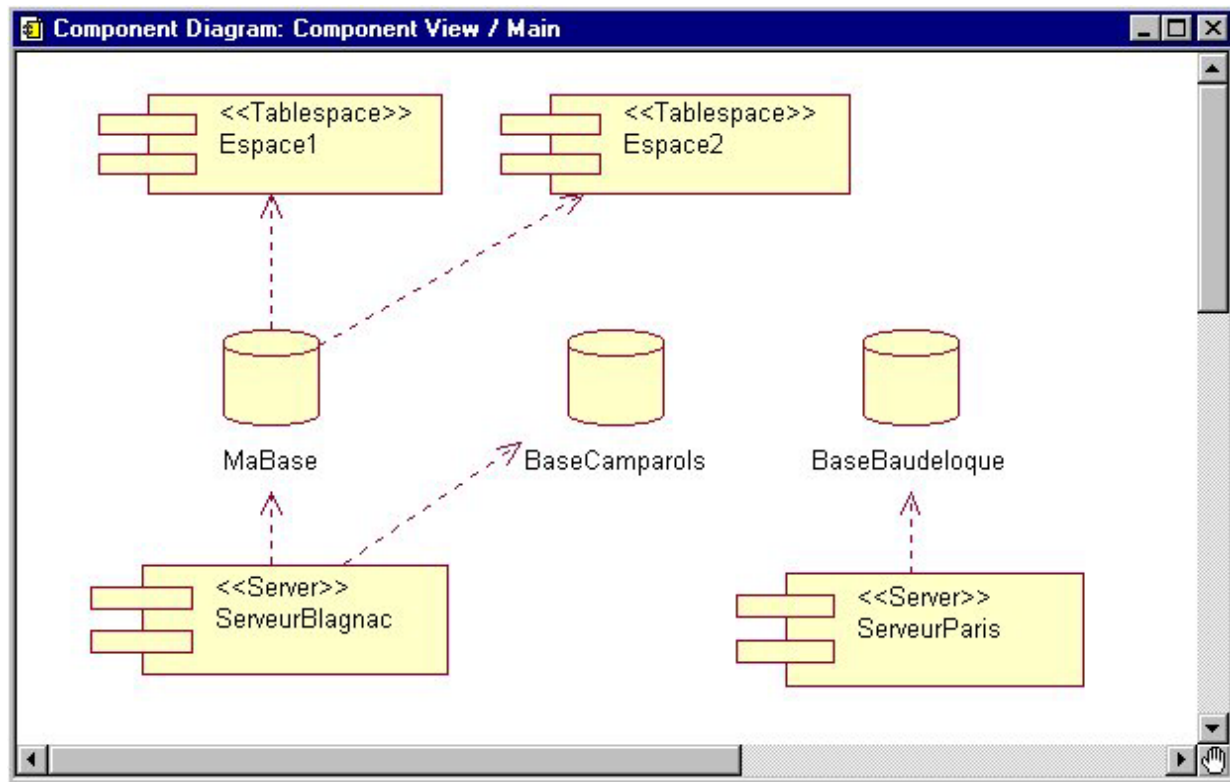 Component Diagram: Component View / Main
<<Tablespace>>
Espace1
<<Tablespace>>
Espace2
MaBase
BaseCamparols
BaseBaudeloque
<<Server>>
ServeurBlagnac
<<Server>>
ServeurParis